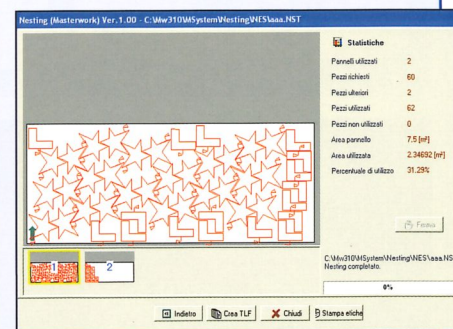 Nesting (Masterwork) Ver.1.00 - C:\Mw310\MSystem\Nesting\NES\aaa.NST
Statistiche
Pannelli utilizzati 2
Pezzi richiesti 60
Pezzi ulteriori 2
Pezzi utilizzati 62
Pezzi non utilizzati 0
Area pannello 7.5 [m²]
Area utilizzata 2.34692 [m²]
Percentuale di utilizzo 31.29%
Ferma
1 2
C:\Mw310\MSystem\Nesting\NES\aaa.NS
Nesting completato.
0%
Indietro Crea TLF Chiudi Stampa etiche